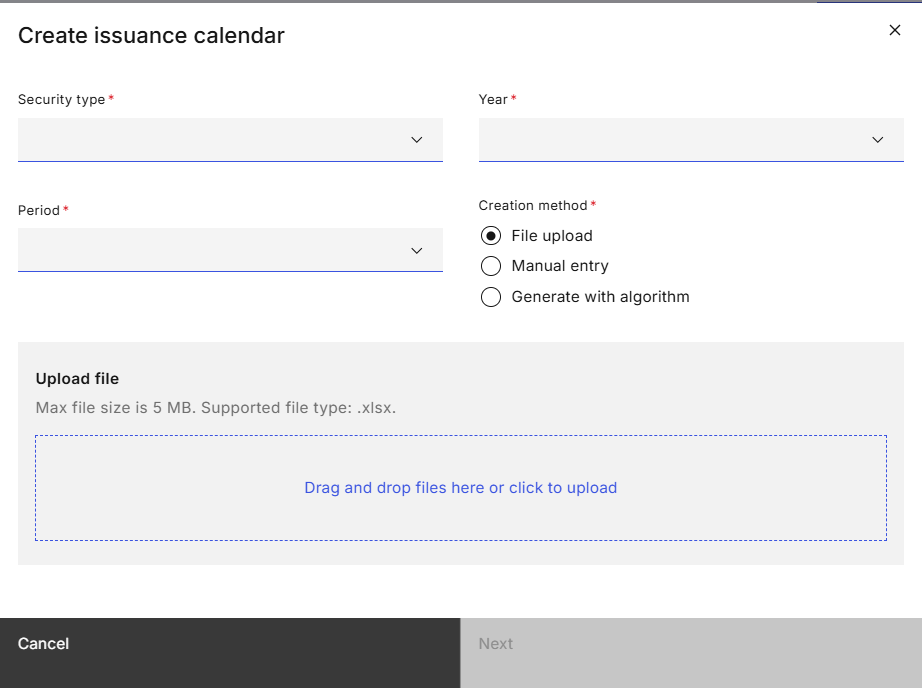 Create issuance calendar
Security type *
Year *
Period *
Creation method *
File upload
Manual entry
Generate with algorithm
Upload file
Max file size is 5 MB. Supported file type: .xlsx.
Drag and drop files here or click to upload
Cancel
Next